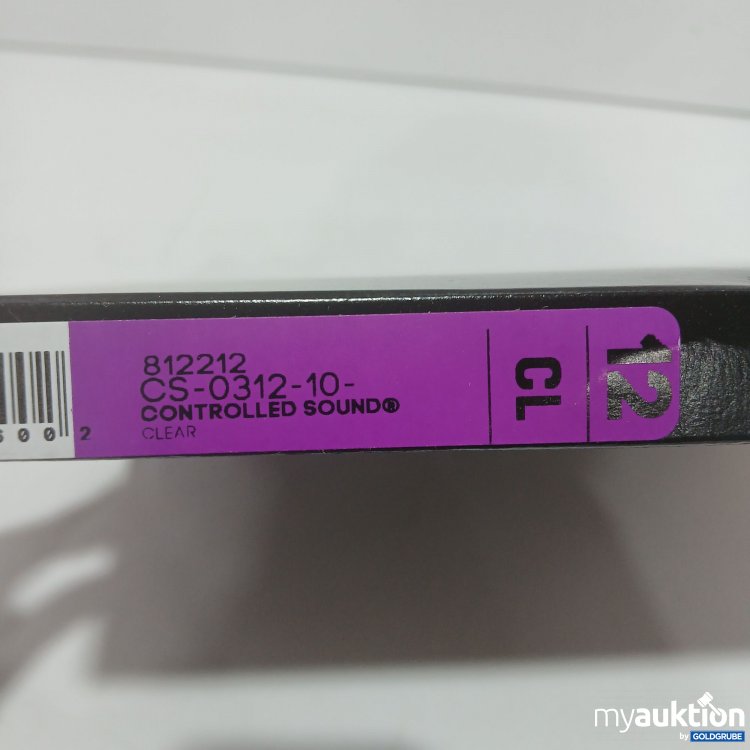 812212
CS-0312-10-
CONTROLLED SOUND®
CLEAR
CL
12
600 2
myauktion
by GOLDGRUBE